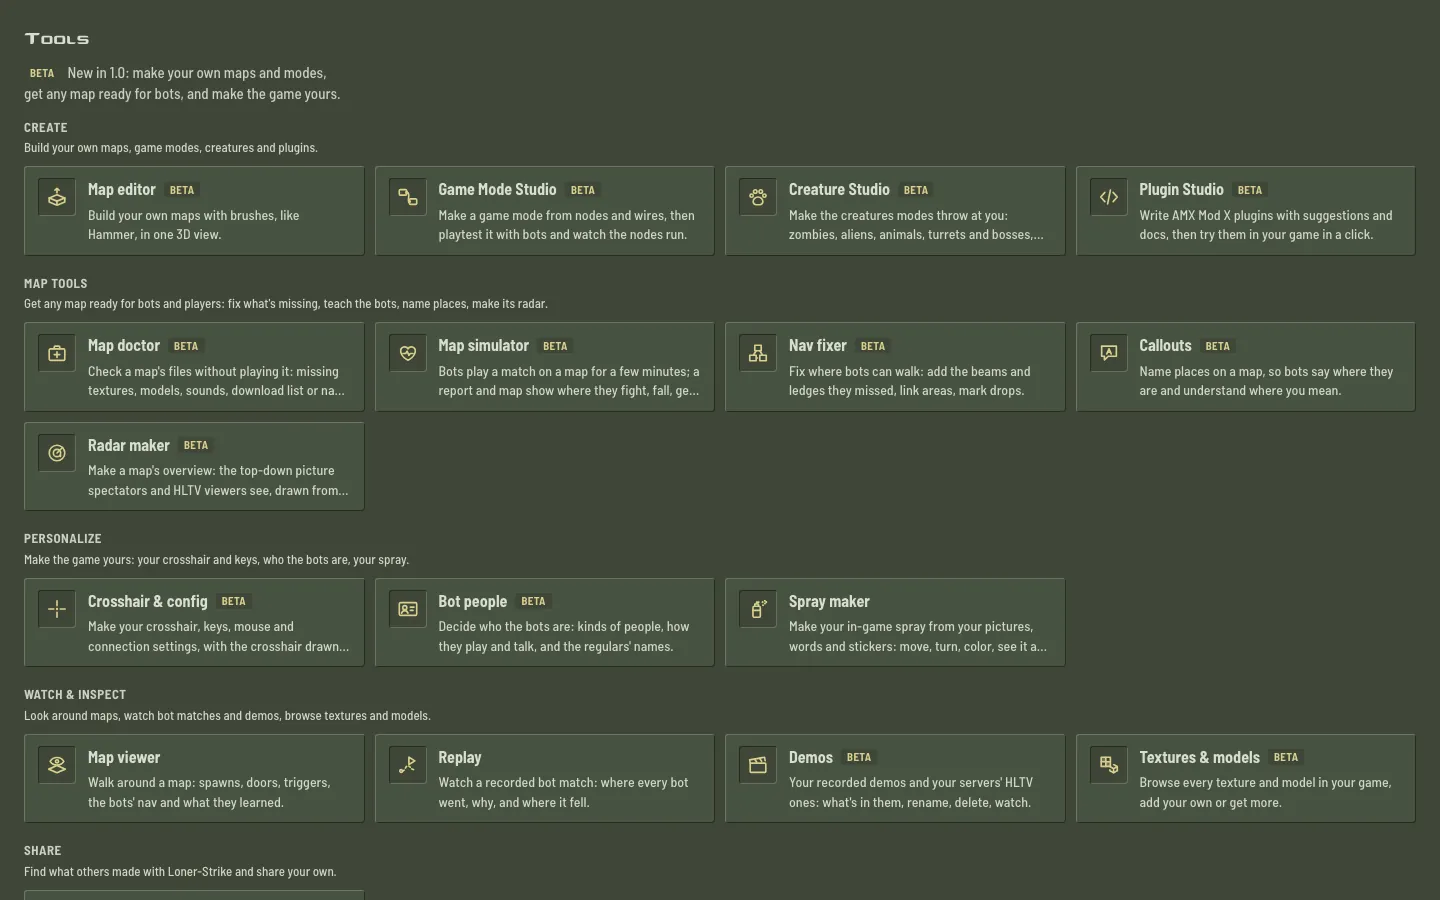 Tools
BETA New in 1.0: make your own maps and modes,
get any map ready for bots, and make the game yours.
CREATE
Build your own maps, game modes, creatures and plugins.
Map editor BETA
Build your own maps with brushes, like
Hammer, in one 3D view.
Game Mode Studio BETA
Make a game mode from nodes and wires, then
playtest it with bots and watch the nodes run.
Creature Studio BETA
Make the creatures modes throw at you:
zombies, aliens, animals, turrets and bosses,...
Plugin Studio BETA
Write AMX Mod X plugins with suggestions and
docs, then try them in your game in a click.
MAP TOOLS
Get any map ready for bots and players: fix what's missing, teach the bots, name places, make its radar.
Map doctor BETA
Check a map's files without playing it: missing
textures, models, sounds, download list or na...
Map simulator BETA
Bots play a match on a map for a few minutes; a
report and map show where they fight, fall, ge...
Nav fixer BETA
Fix where bots can walk: add the beams and
ledges they missed, link areas, mark drops.
Callouts BETA
Name places on a map, so bots say where they
are and understand where you mean.
Radar maker BETA
Make a map's overview: the top-down picture
spectators and HLTV viewers see, drawn from...
PERSONALIZE
Make the game yours: your crosshair and keys, who the bots are, your spray.
Crosshair & config BETA
Make your crosshair, keys, mouse and
connection settings, with the crosshair drawn...
Bot people BETA
Decide who the bots are: kinds of people, how
they play and talk, and the regulars' names.
Spray maker
Make your in-game spray from your pictures,
words and stickers: move, turn, color, see it a...
WATCH & INSPECT
Look around maps, watch bot matches and demos, browse textures and models.
Map viewer
Walk around a map: spawns, doors, triggers,
the bots' nav and what they learned.
Replay
Watch a recorded bot match: where every bot
went, why, and where it fell.
Demos BETA
Your recorded demos and your servers' HLTV
ones: what's in them, rename, delete, watch.
Textures & models BETA
Browse every texture and model in your game,
add your own or get more.
SHARE
Find what others made with Loner-Strike and share your own.